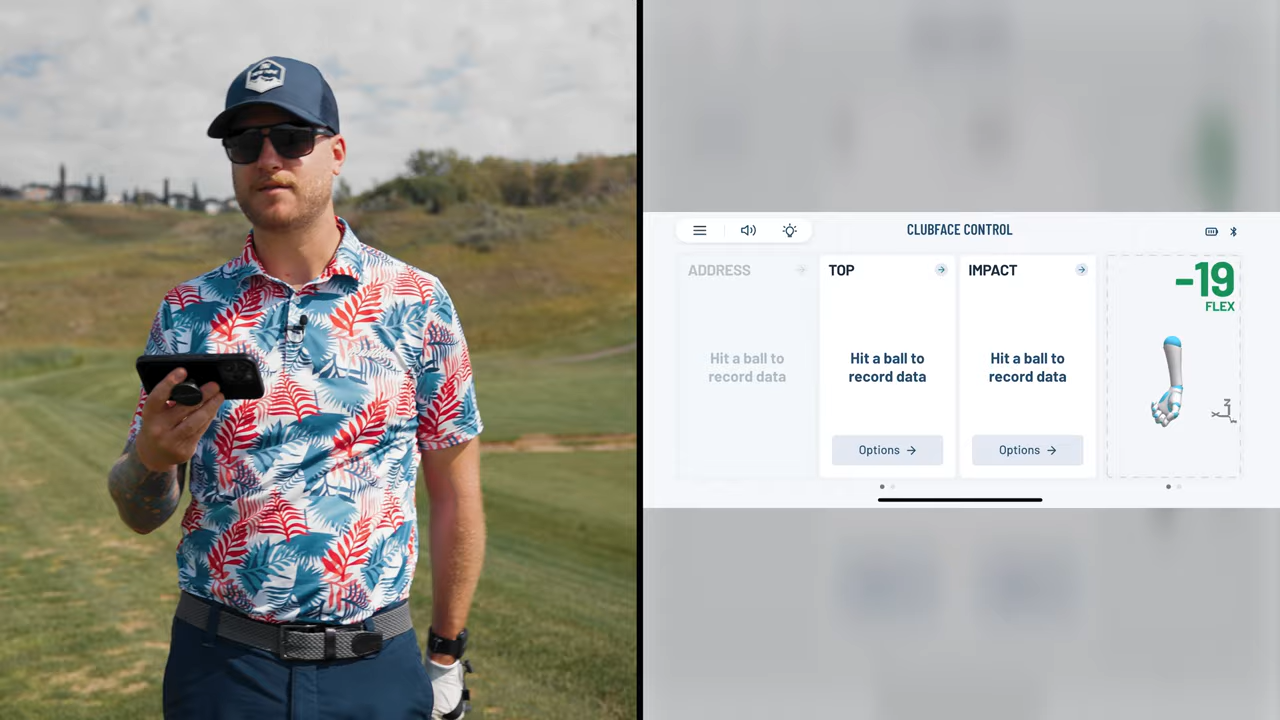 CLUBFACE CONTROL
ADDRESS
Hit a ball to
record data
TOP
Hit a ball to
record data
Options
IMPACT
Hit a ball to
record data
Options
-19
FLEX